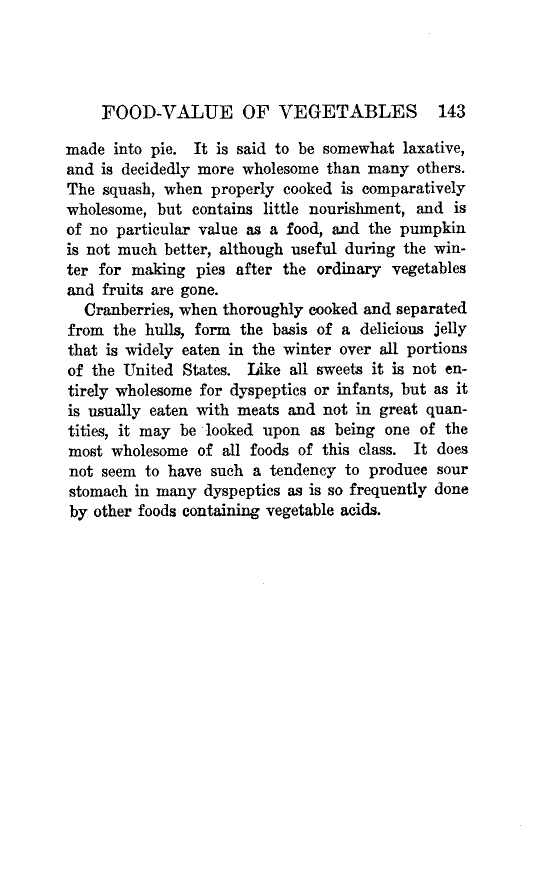 FOOD-VALUE OF VEGETABLES 143
made into pie. It is said to be somewhat laxative,
and is decidedly more wholesome than many others.
The squash, when properly cooked is comparatively
wholesome, but contains little nourishment, and is
of no particular value as a food, and the pumpkin
is not much better, although useful during the win-
ter for making pies after the ordinary vegetables
and fruits are gone.
Cranberries, when thoroughly cooked and separated
from the hulls, form the basis of a delicious jelly
that is widely eaten in the winter over all portions
of the United States. Like all sweets it is not en-
tirely wholesome for dyspeptics or infants, but as it
is usually eaten with meats and not in great quan-
tities, it may be looked upon as being one of the
most wholesome of all foods of this class. It does
not seem to have such a tendency to produce sour
stomach in many dyspeptics as is so frequently done
by other foods containing vegetable acids.